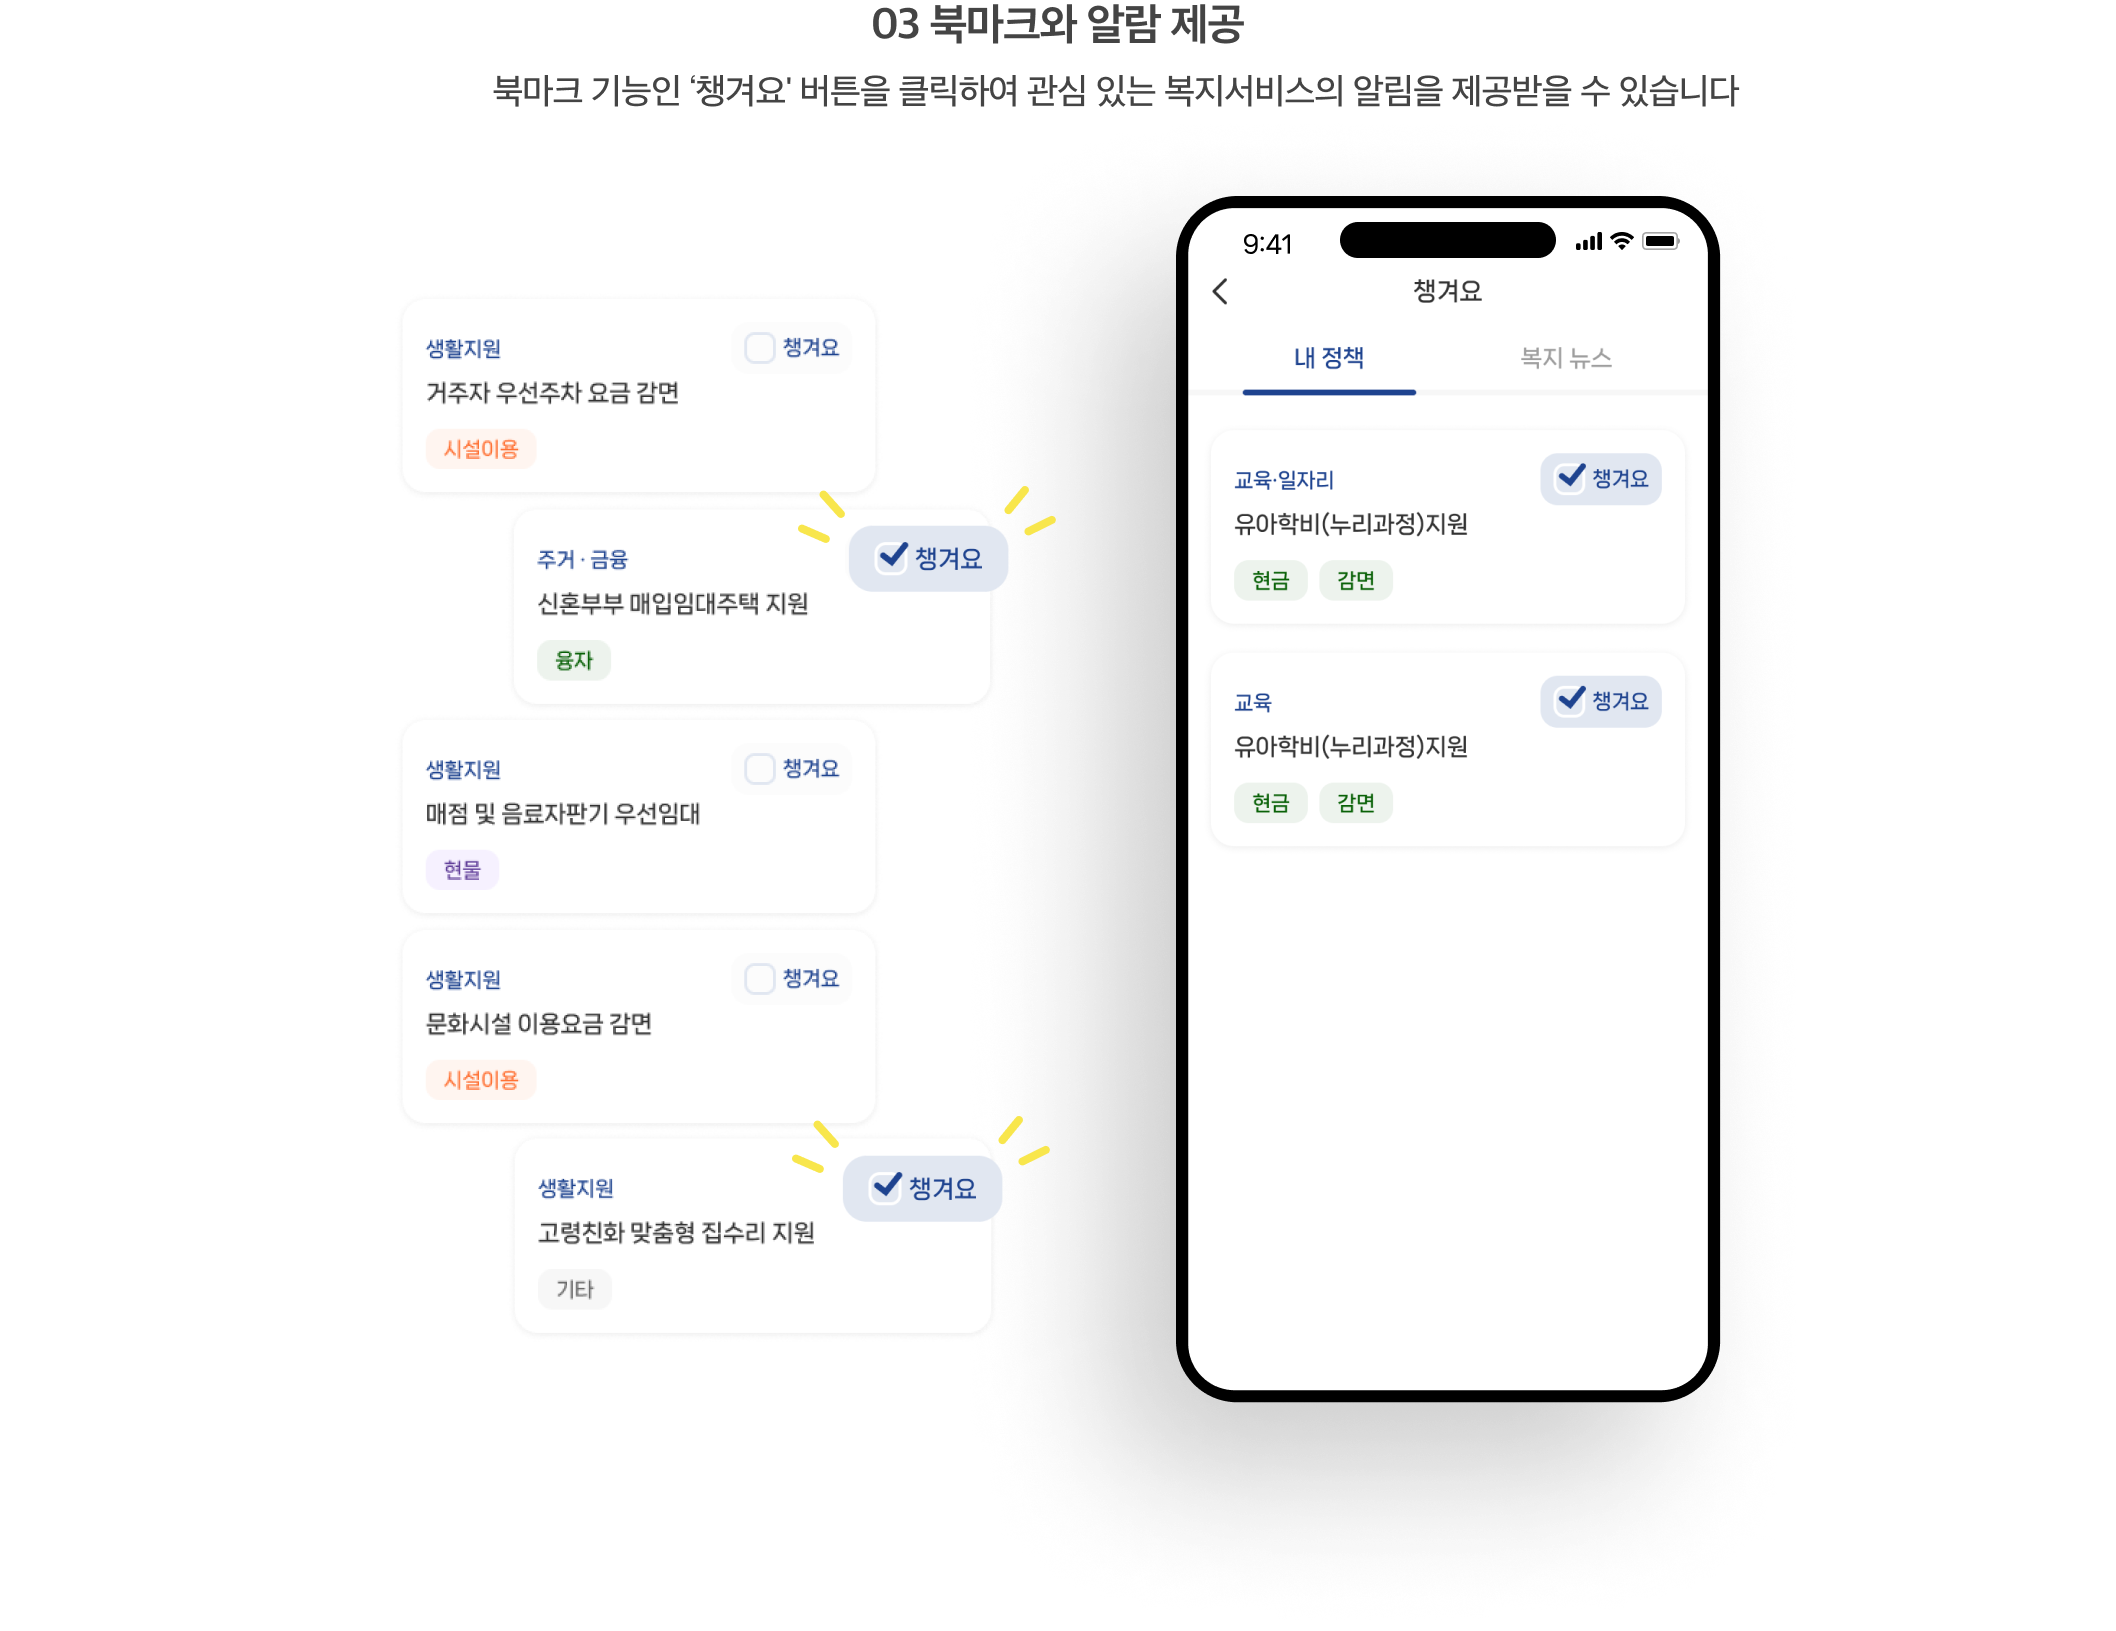 03 북마크와 알람 제공
북마크 기능인 ‘챙겨요' 버튼을 클릭하여 관심 있는 복지서비스의 알림을 제공받을 수 있습니다
생활지원
챙겨요
거주자 우선주차 요금 감면
시설이용
주거 · 금융
챙겨요
신혼부부 매입임대주택 지원
융자
생활지원
챙겨요
매점 및 음료자판기 우선임대
현물
생활지원
챙겨요
문화시설 이용요금 감면
시설이용
생활지원
챙겨요
고령친화 맞춤형 집수리 지원
기타
9:41
챙겨요
내 정책
복지 뉴스
교육·일자리
챙겨요
유아학비(누리과정)지원
현금
감면
교육
챙겨요
유아학비(누리과정)지원
현금
감면